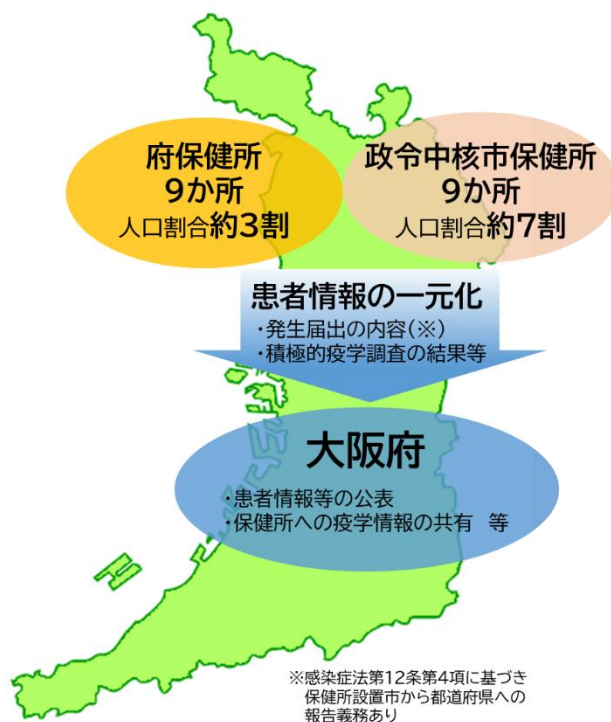 府保健所
9か所
人口割合約3割
政令中核市保健所
9か所
人口割合約7割
患者情報の一元化
・発生届出の内容(※)
・積極的疫学調査の結果等
大阪府
・患者情報等の公表
・保健所への疫学情報の共有　等
※感染症法第12条第4項に基づき
保健所設置市から都道府県への
報告義務あり